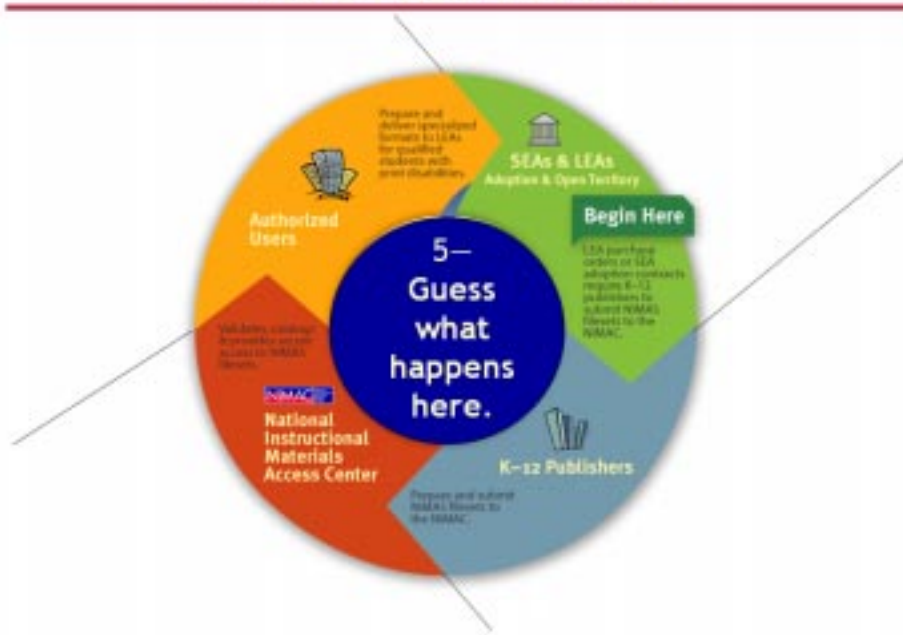 SEAs & LEAs
Adoption & Open Territory
Begin Here
LEA purchase
orders or SEA
adoption contracts
require K–12
publishers to
submit NIMAS
filesets to the
NIMAC.
K–12 Publishers
Prepare and submit
NIMAS filesets to
the NIMAC.
NIMAC
National
Instructional
Materials
Access Center
Validates, catalogs
access to NIMAS
filesets.
Authorized
Users
Prepare and
deliver specialized
formats to LEAs
for qualified
students with
print disabilities.
5–
Guess
what
happens
here.